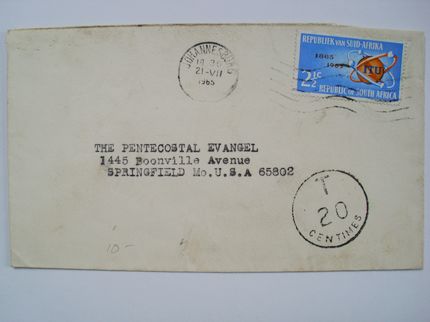 JOHANNESBURG
21-VII
1965
REPUBLIEK VAN SUID-AFRIKA
1865
1965
ITU
2½c
REPUBLIC OF SOUTH AFRICA
THE PENTECOSTAL EVANGEL
1445 Boonville Avenue
SPRINGFIELD Mo.U.S.A 65802
T
20
CENTIMES
10-